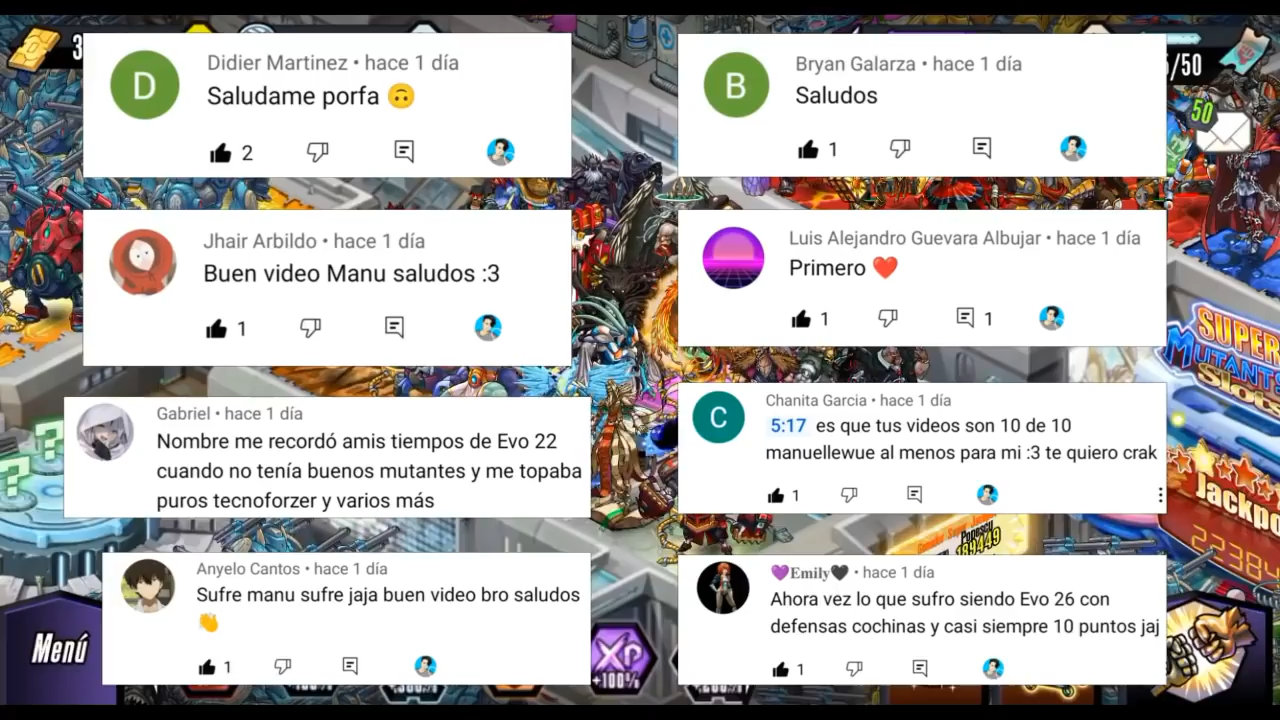 3
Didier Martinez • hace 1 día
Saludame porfa 🙃
2
D
Bryan Galarza • hace 1 día
Saludos
1
B
5/50
50
Jhair Arbildo • hace 1 día
Buen video Manu saludos :3
1
Luis Alejandro Guevara Albujar • hace 1 día
Primero ❤️
1
1
Gabriel • hace 1 día
Nombre me recordó amis tiempos de Evo 22
cuando no tenía buenos mutantes y me topaba
puros tecnoforzer y varios más
Chanita Garcia • hace 1 día
5:17 es que tus videos son 10 de 10
manuellewue al menos para mi :3 te quiero crak
1
C
Anyelo Cantos • hace 1 día
Sufre manu sufre jaja buen video bro saludos
👏
1
💜Emily🖤 • hace 1 día
Ahora vez lo que sufro siendo Evo 26 con
defensas cochinas y casi siempre 10 puntos jaj
1
SUPER
MUTANTS
Slots
Jackpo
2238
Popescu
189449
Menú
XP
+100%